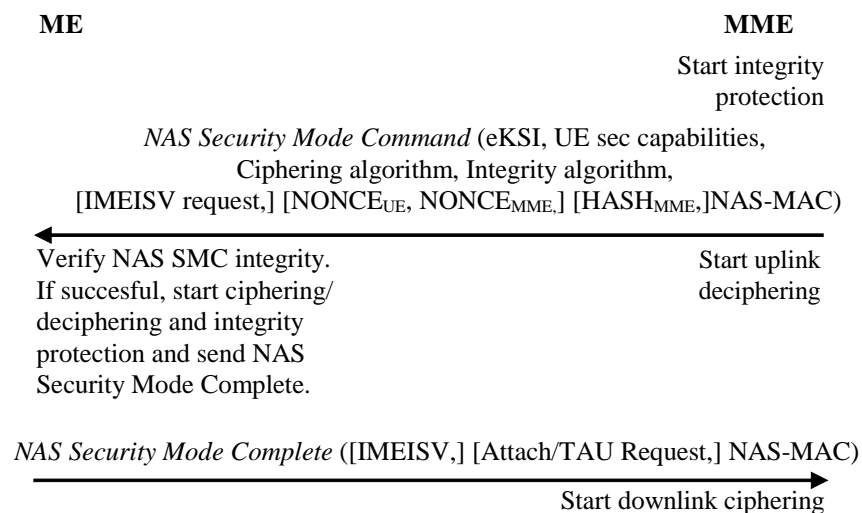 ME
MME
Start integrity
protection
NAS Security Mode Command (eKSI, UE sec capabilities,
Ciphering algorithm, Integrity algorithm,
[IMEISV request,] [NONCEUE, NONCEMME,] [HASHMME,]NAS-MAC)
Verify NAS SMC integrity.
If succesful, start ciphering/
deciphering and integrity
protection and send NAS
Security Mode Complete.
Start uplink
deciphering
NAS Security Mode Complete ([IMEISV,] [Attach/TAU Request,] NAS-MAC)
Start downlink ciphering